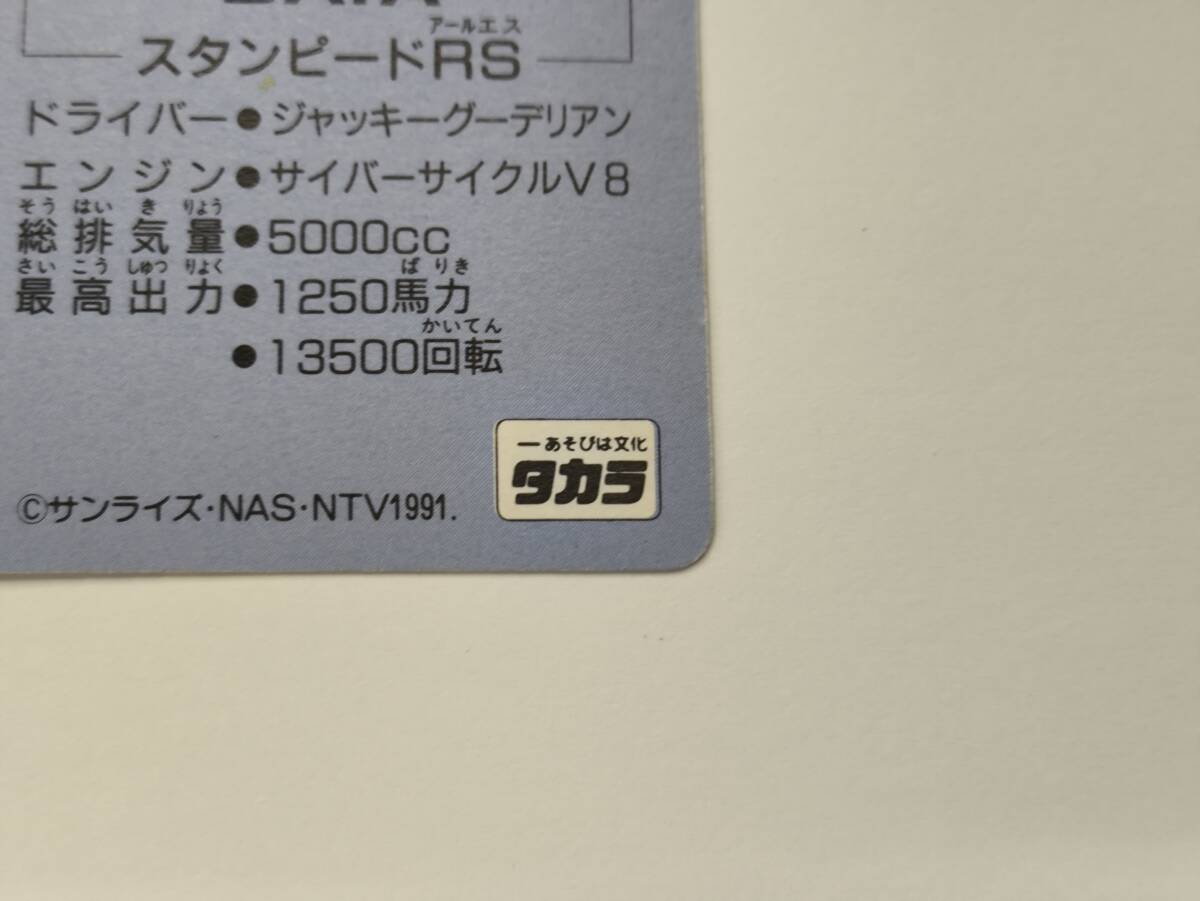 アールエス
スタンピードRS
ドライバー●ジャッキーグーデリアン
エンジン●サイバーサイクルV8
そうはいきりょう
総排気量●5000cc
さいこうしゅつりょく ばりき
最高出力●1250馬力
かいてん
●13500回転
ーあそびは文化
タカラ
©サンライズ・NAS・NTV1991.